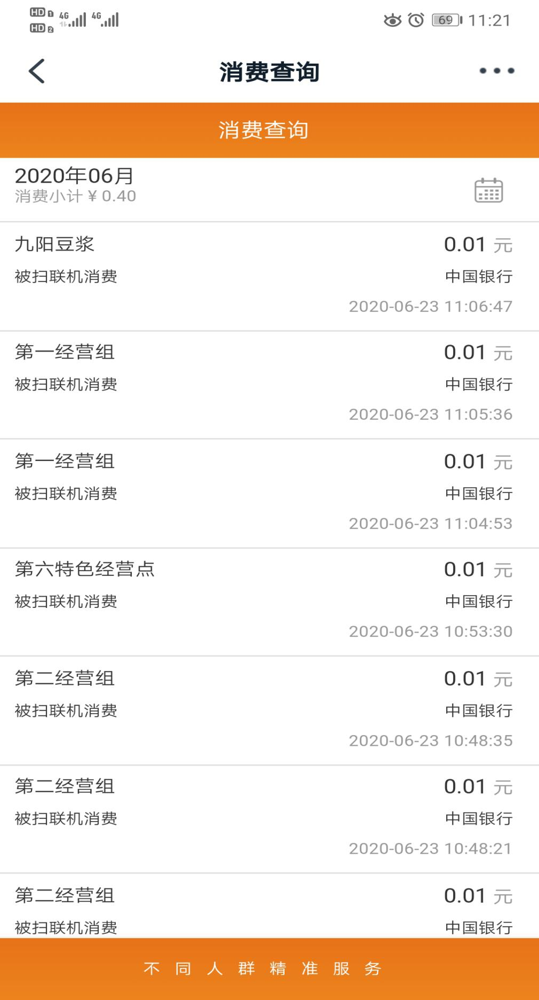 HD 1 4G 4G 69 11:21
HD 2
消费查询
消费查询
2020年06月
消费小计 ¥ 0.40
九阳豆浆 0.01 元
被扫联机消费 中国银行
2020-06-23 11:06:47
第一经营组 0.01 元
被扫联机消费 中国银行
2020-06-23 11:05:36
第一经营组 0.01 元
被扫联机消费 中国银行
2020-06-23 11:04:53
第六特色经营点 0.01 元
被扫联机消费 中国银行
2020-06-23 10:53:30
第二经营组 0.01 元
被扫联机消费 中国银行
2020-06-23 10:48:35
第二经营组 0.01 元
被扫联机消费 中国银行
2020-06-23 10:48:21
第二经营组 0.01 元
被扫联机消费 中国银行
不同人群精准服务